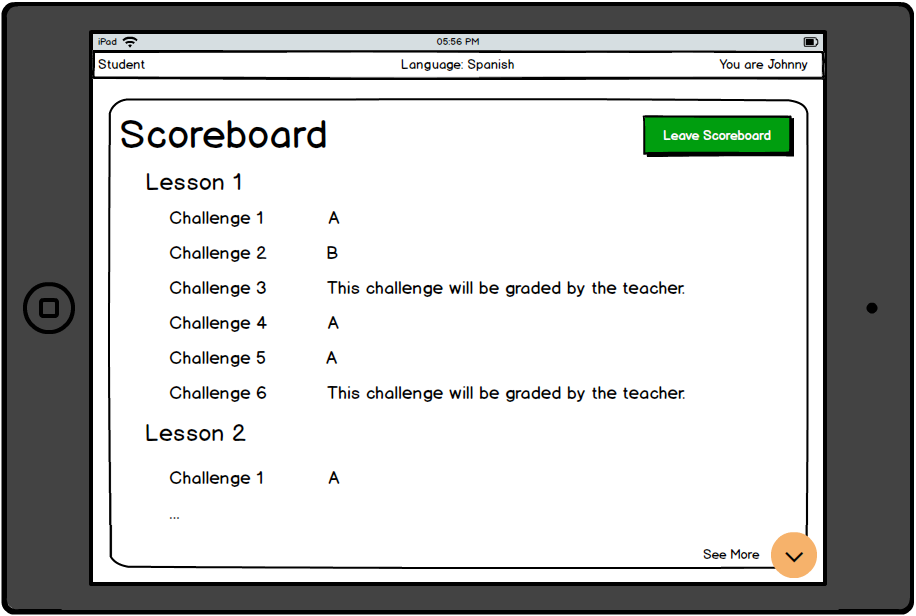 iPad 05:56 PM
Student Language: Spanish You are Johnny
Scoreboard Leave Scoreboard
Lesson 1
Challenge 1 A
Challenge 2 B
Challenge 3 This challenge will be graded by the teacher.
Challenge 4 A
Challenge 5 A
Challenge 6 This challenge will be graded by the teacher.
Lesson 2
Challenge 1 A
...
See More